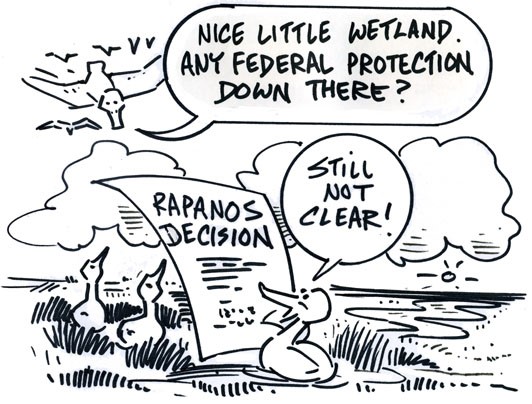 NICE LITTLE WETLAND.
ANY FEDERAL PROTECTION
DOWN THERE?
STILL
NOT
CLEAR!
RAPANOS
DECISION